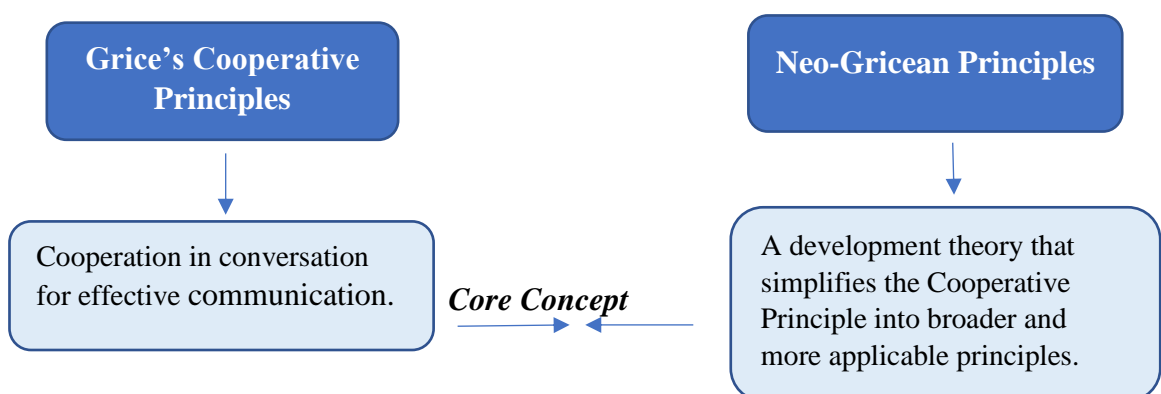 Grice’s Cooperative
Principles
Neo-Gricean Principles
Cooperation in conversation
for effective communication.
Core Concept
A development theory that
simplifies the Cooperative
Principle into broader and
more applicable principles.